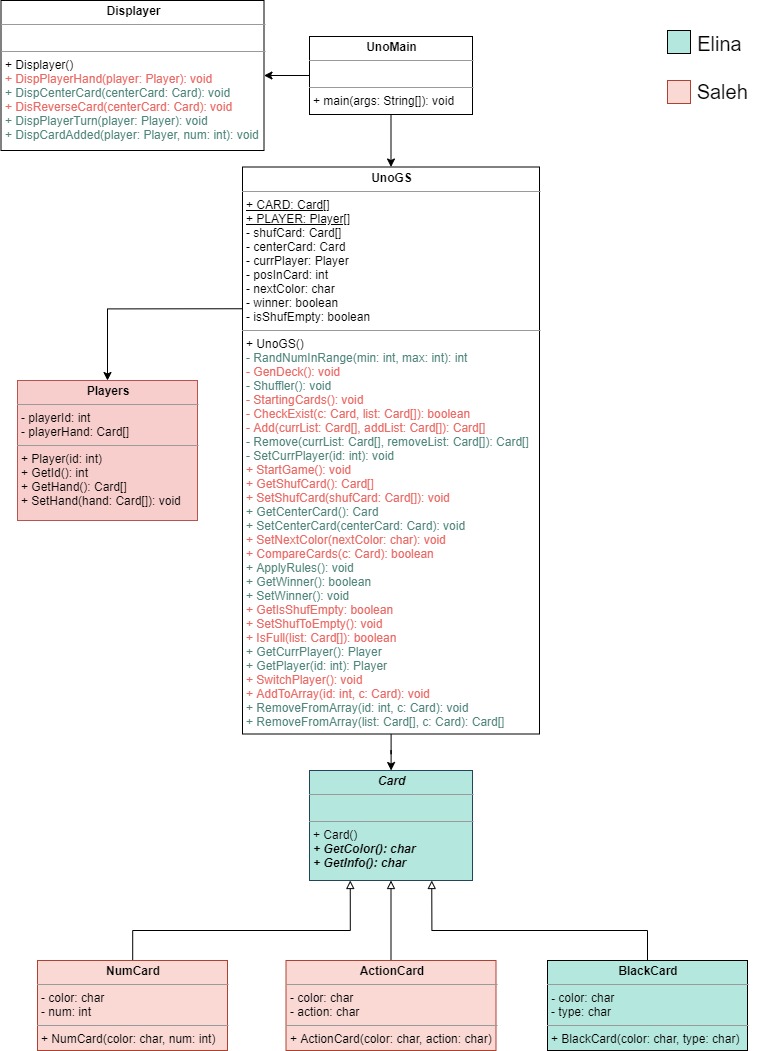 Displayer
+ Displayer()
+ DispPlayerHand(player: Player): void
+ DispCenterCard(centerCard: Card): void
+ DisReverseCard(centerCard: Card): void
+ DispPlayerTurn(player: Player): void
+ DispCardAdded(player: Player, num: int): void
UnoMain
+ main(args: String[]): void
Elina
Saleh
UnoGS
+ CARD: Card[]
+ PLAYER: Player[]
- shufCard: Card[]
- centerCard: Card
- currPlayer: Player
- posInCard: int
- nextColor: char
- winner: boolean
- isShufEmpty: boolean
+ UnoGS()
- RandNumInRange(min: int, max: int): int
- GenDeck(): void
- Shuffler(): void
- StartingCards(): void
- CheckExist(c: Card, list: Card[]): boolean
- Add(currList: Card[], addList: Card[]): Card[]
- Remove(currList: Card[], removeList: Card[]): Card[]
- SetCurrPlayer(id: int): void
+ StartGame(): void
+ GetShufCard(): Card[]
+ SetShufCard(shufCard: Card[]): void
+ GetCenterCard(): Card
+ SetCenterCard(centerCard: Card): void
+ SetNextColor(nextColor: char): void
+ CompareCards(c: Card): boolean
+ ApplyRules(): void
+ GetWinner(): boolean
+ SetWinner(): void
+ GetIsShufEmpty: boolean
+ SetShufToEmpty(): void
+ IsFull(list: Card[]): boolean
+ GetCurrPlayer(): Player
+ GetPlayer(id: int): Player
+ SwitchPlayer(): void
+ AddToArray(id: int, c: Card): void
+ RemoveFromArray(id: int, c: Card): void
+ RemoveFromArray(list: Card[], c: Card): Card[]
Players
- playerId: int
- playerHand: Card[]
+ Player(id: int)
+ GetId(): int
+ GetHand(): Card[]
+ SetHand(hand: Card[]): void
Card
+ Card()
+ GetColor(): char
+ GetInfo(): char
NumCard
- color: char
- num: int
+ NumCard(color: char, num: int)
ActionCard
- color: char
- action: char
+ ActionCard(color: char, action: char)
BlackCard
- color: char
- type: char
+ BlackCard(color: char, type: char)